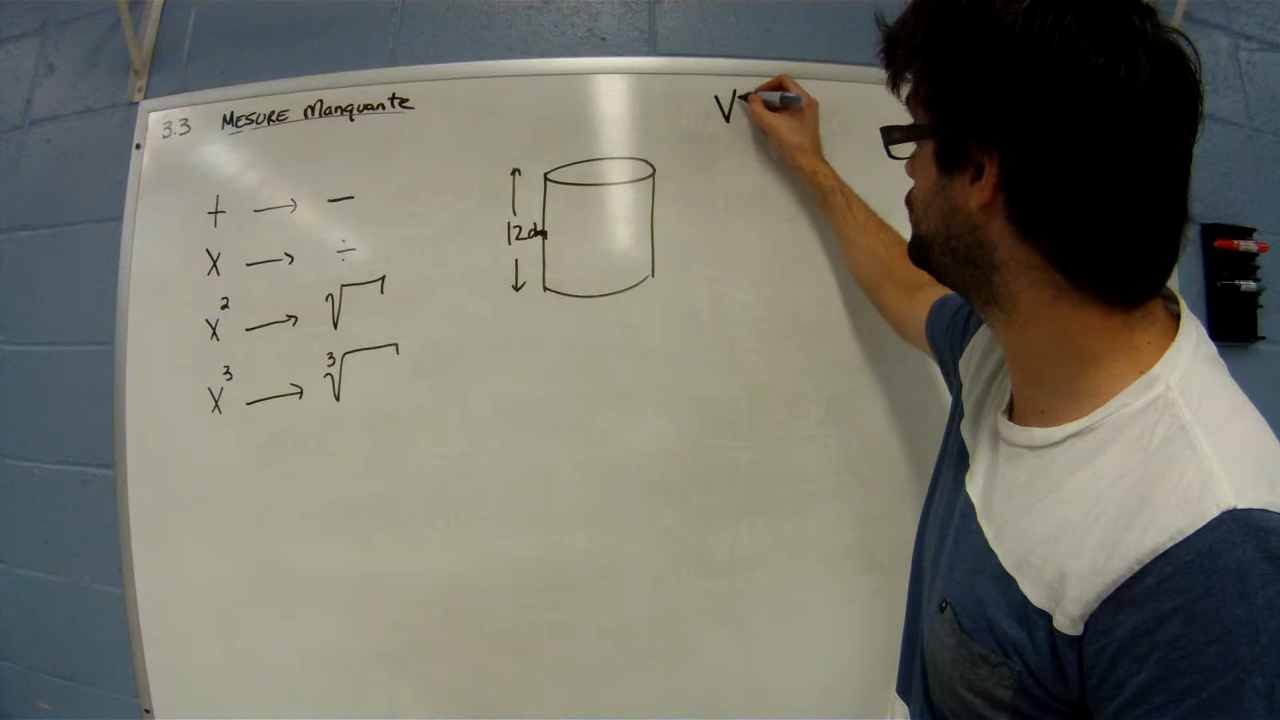 3.3 MESURE Manquante
+ → −
x → ÷
x² → √
x³ → ∛
12dm
V